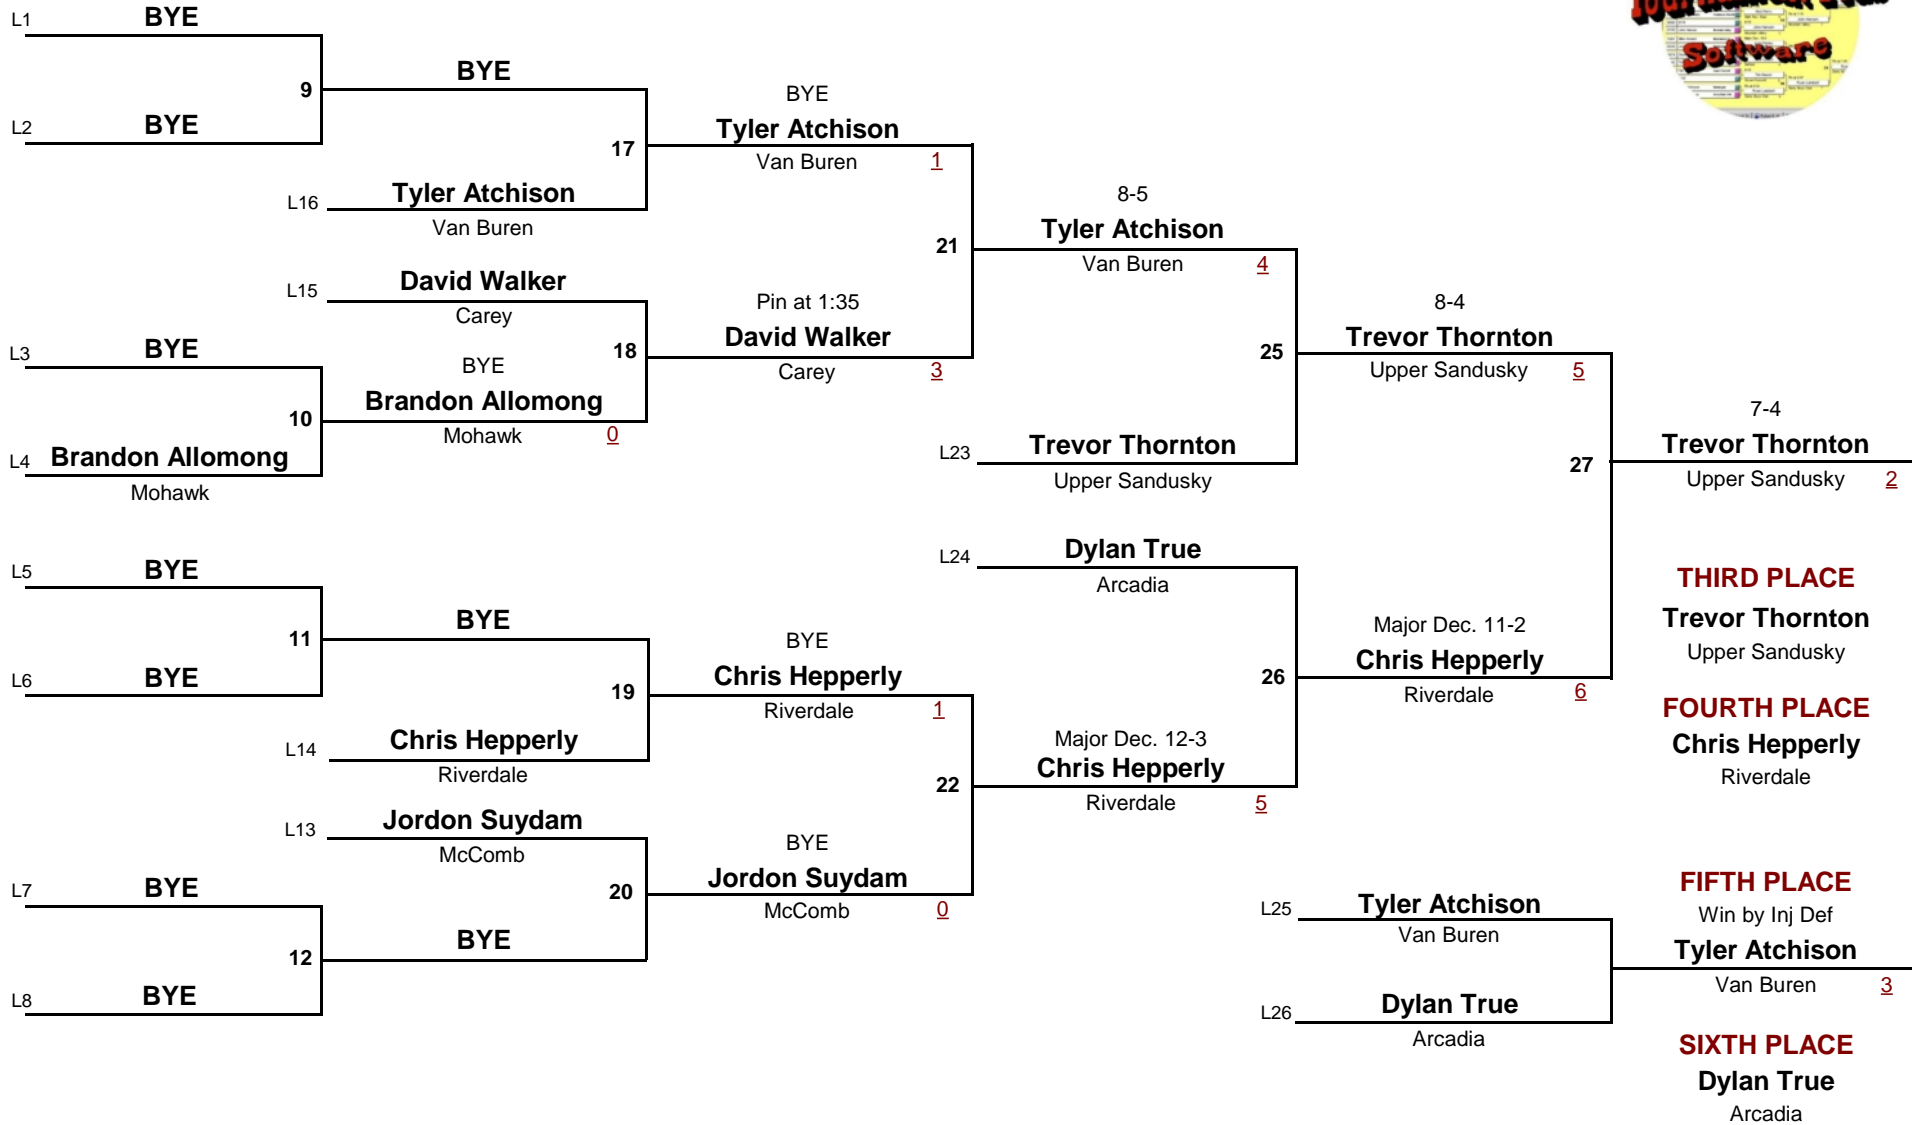 L1 BYE
9
L2 BYE
BYE
17
L16 Tyler Atchison
Van Buren
L15 David Walker
Carey
L3 BYE
10
L4 Brandon Allomong
Mohawk
BYE
Brandon Allomong
Mohawk 0
18
BYE
Tyler Atchison
Van Buren 1
21
Pin at 1:35
David Walker
Carey 3
8-5
Tyler Atchison
Van Buren 4
25
L23 Trevor Thornton
Upper Sandusky
8-4
Trevor Thornton
Upper Sandusky 5
27
7-4
Trevor Thornton
Upper Sandusky 2
L5 BYE
11
L6 BYE
BYE
19
L14 Chris Hepperly
Riverdale
L13 Jordon Suydam
McComb
20
L7 BYE
12
L8 BYE
BYE
BYE
Chris Hepperly
Riverdale 1
22
BYE
Jordon Suydam
McComb 0
L24 Dylan True
Arcadia
26
Major Dec. 12-3
Chris Hepperly
Riverdale 5
Major Dec. 11-2
Chris Hepperly
Riverdale 6
THIRD PLACE
Trevor Thornton
Upper Sandusky
FOURTH PLACE
Chris Hepperly
Riverdale
L25 Tyler Atchison
Van Buren
L26 Dylan True
Arcadia
FIFTH PLACE
Win by Inj Def
Tyler Atchison
Van Buren 3
SIXTH PLACE
Dylan True
Arcadia
Software